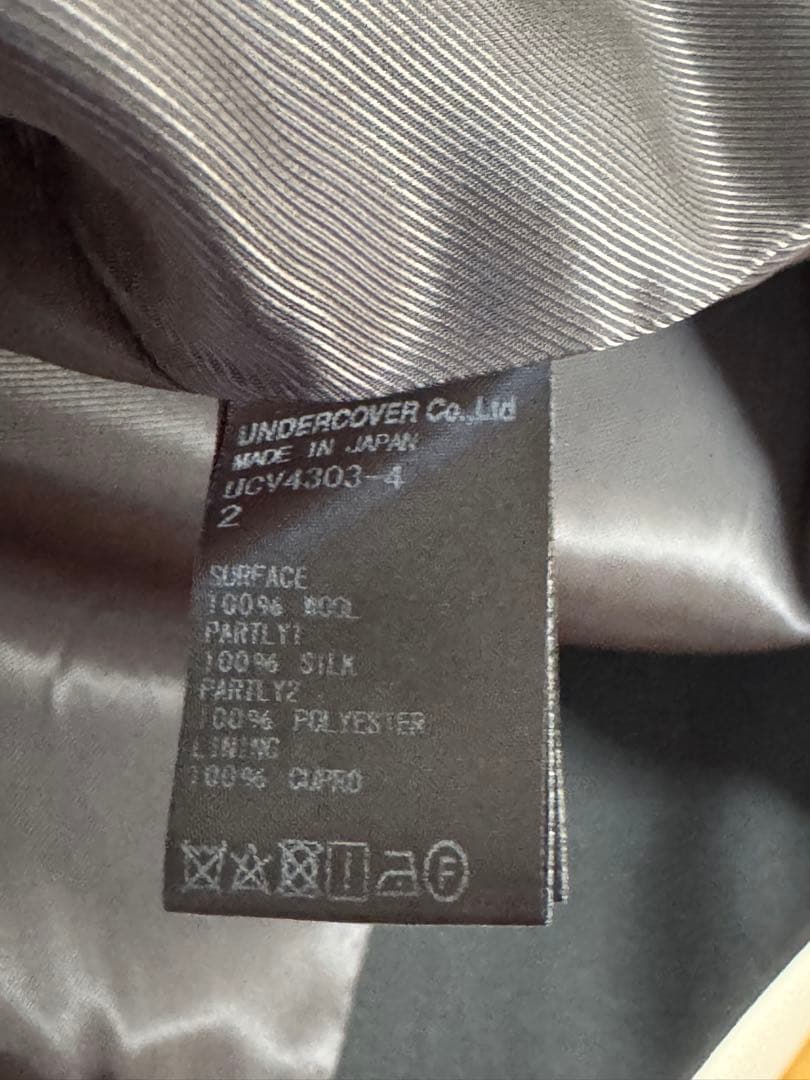 UNDERCOVER Co.,Ltd
MADE IN JAPAN
UCV4303-4
2
SURFACE
100% WOOL
PARTLY1
100% SILK
PARTLY2
100% POLYESTER
LINING
100% CUPRO
F